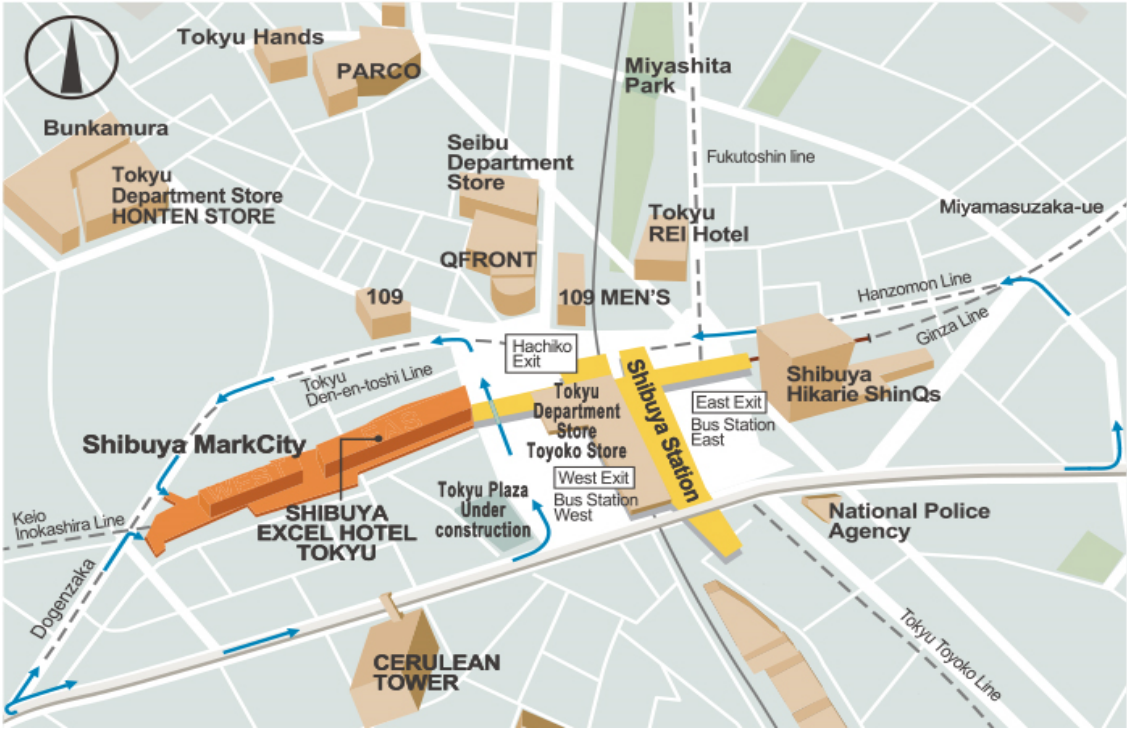 Tokyu Hands
PARCO
Miyashita
Park
Bunkamura
Seibu
Department
Store
Fukutoshin line
Tokyu
Department Store
HONTEN STORE
Tokyu
REI Hotel
Miyamasuzaka-ue
QFRONT
109
109 MEN'S
Hanzomon Line
Ginza Line
Hachiko
Exit
Tokyu
Den-en-toshi Line
Shibuya
Hikarie ShinQs
Tokyu
Department
Store
Toyoko Store
Shibuya Station
East Exit
Bus Station
East
Shibuya MarkCity
West Exit
Bus Station
West
Tokyu Plaza
Under
construction
Keio
Inokashira Line
SHIBUYA
EXCEL HOTEL
TOKYU
National Police
Agency
Dogenzaka
CERULEAN
TOWER
Tokyu Toyoko Line